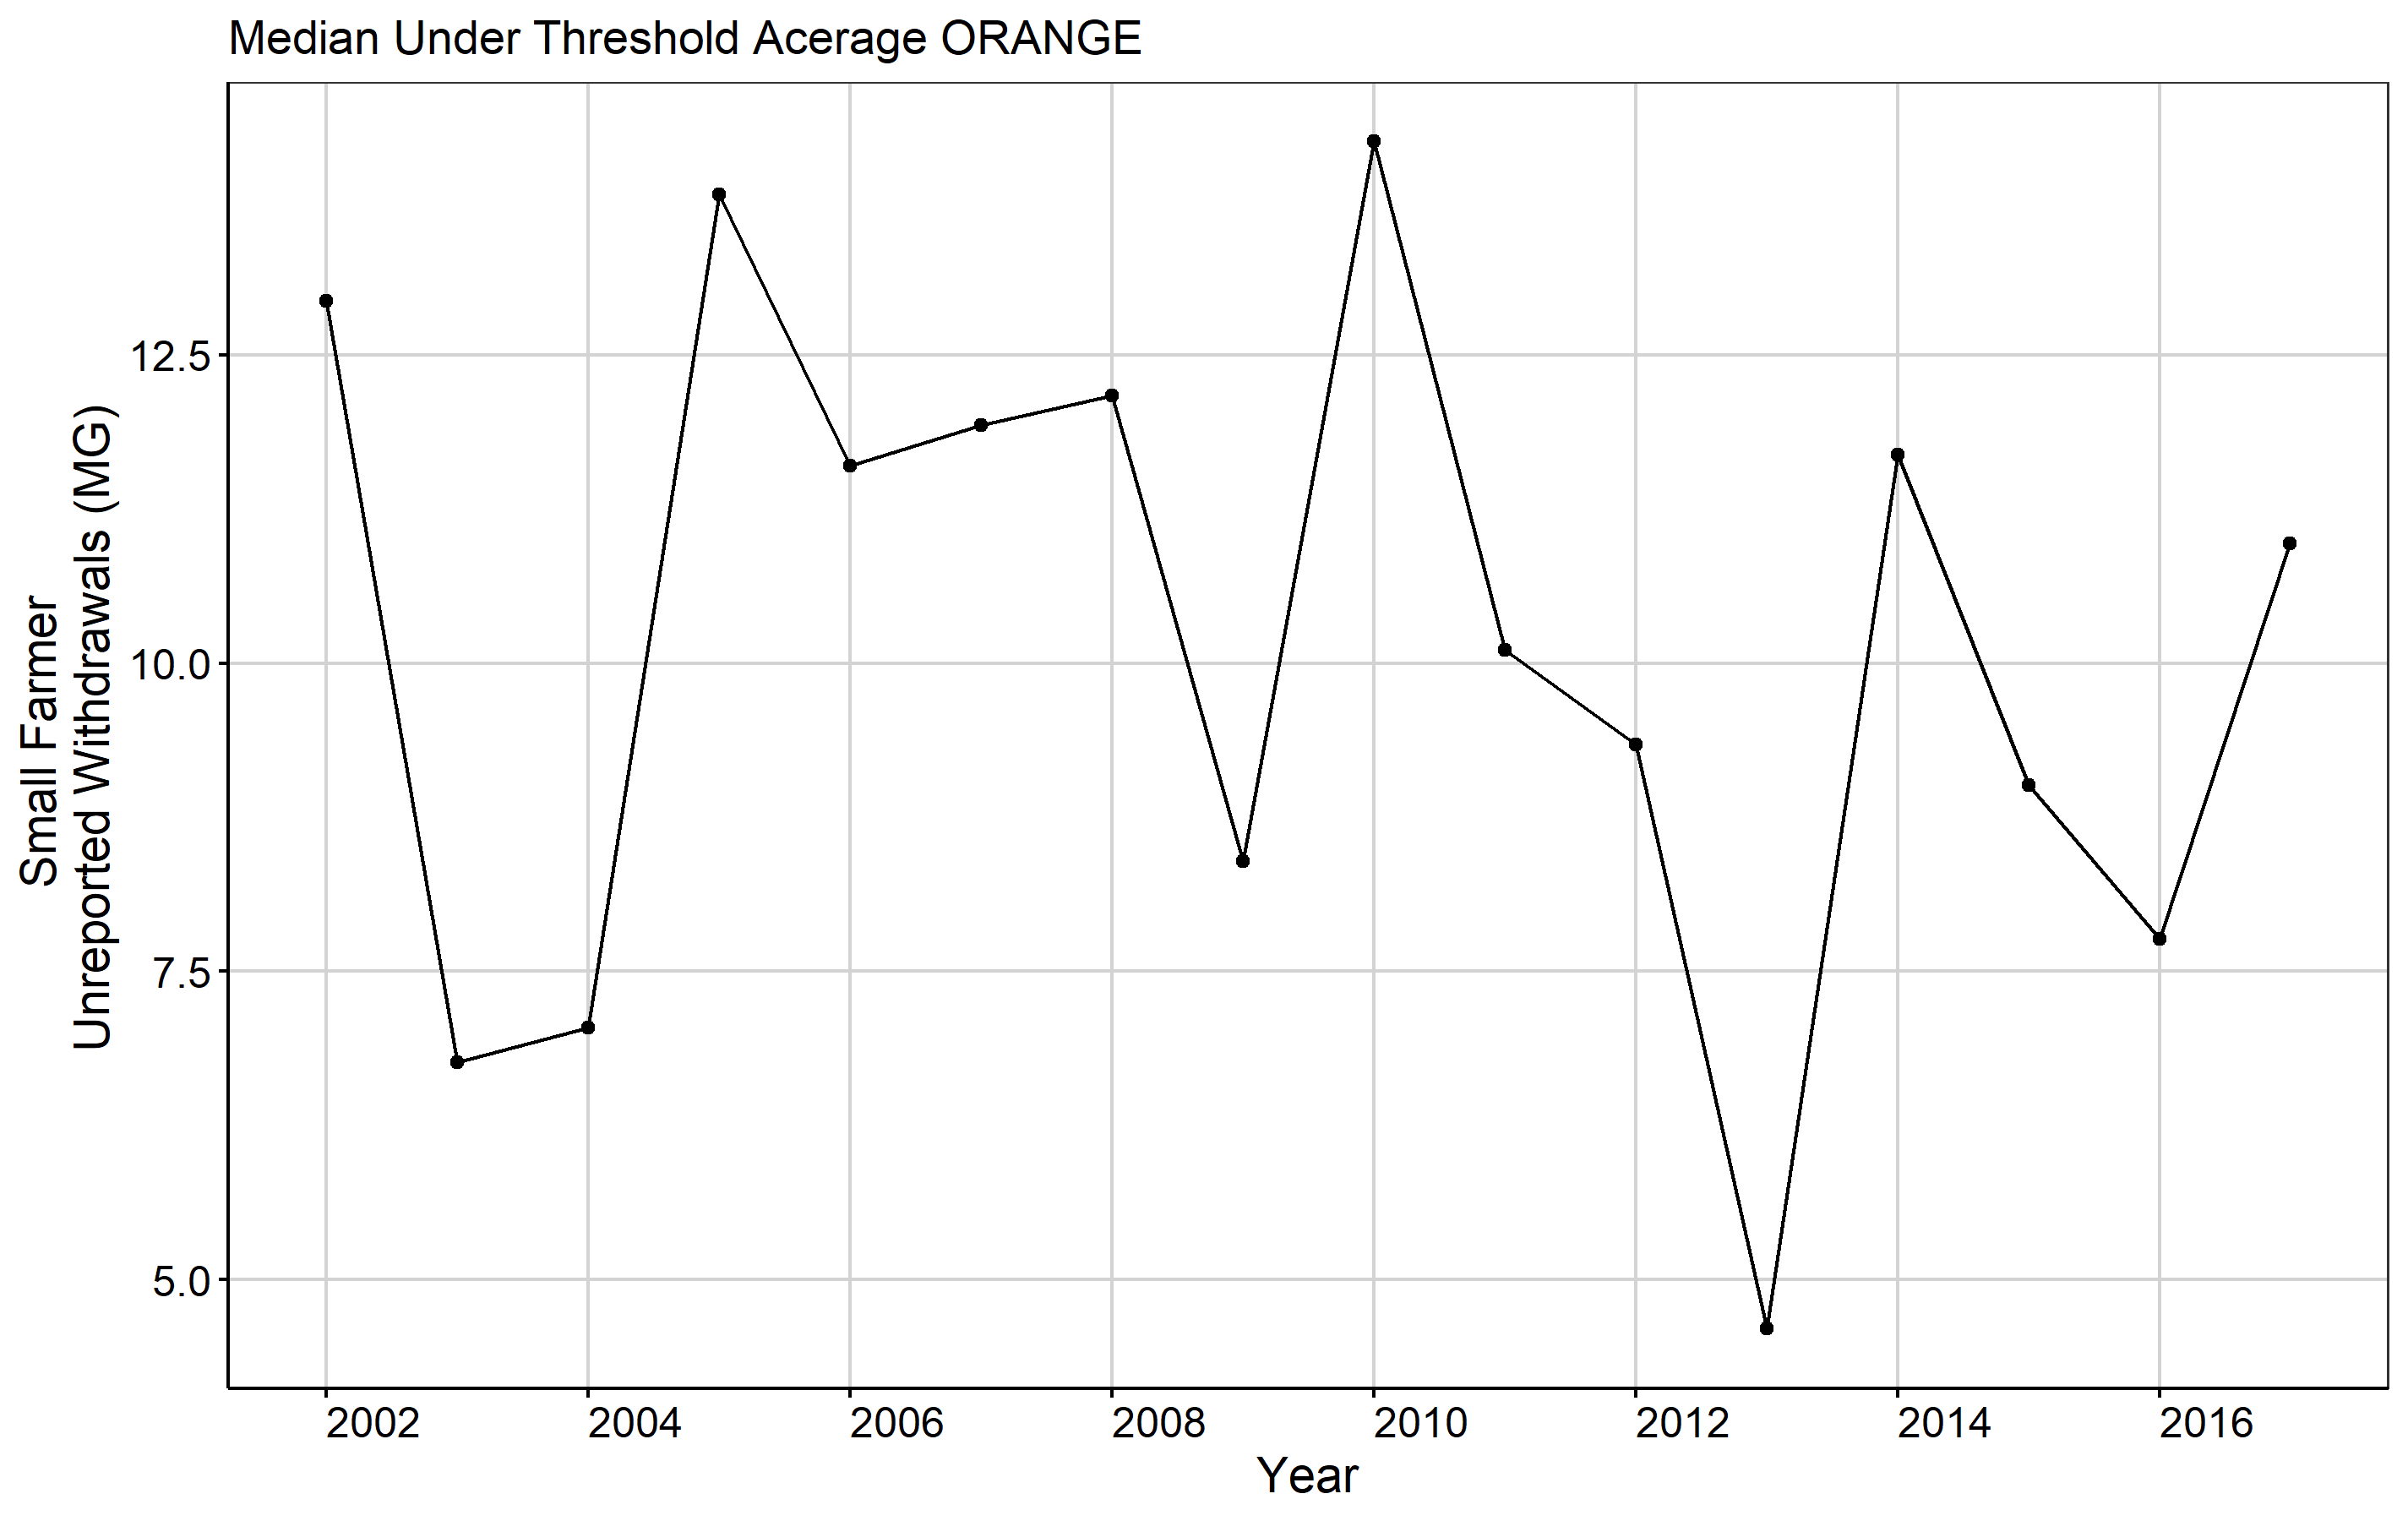 Median Under Threshold Acerage ORANGE
Small Farmer
Unreported Withdrawals (MG)
12.5
10.0
7.5
5.0
2002 2004 2006 2008 2010 2012 2014 2016
Year